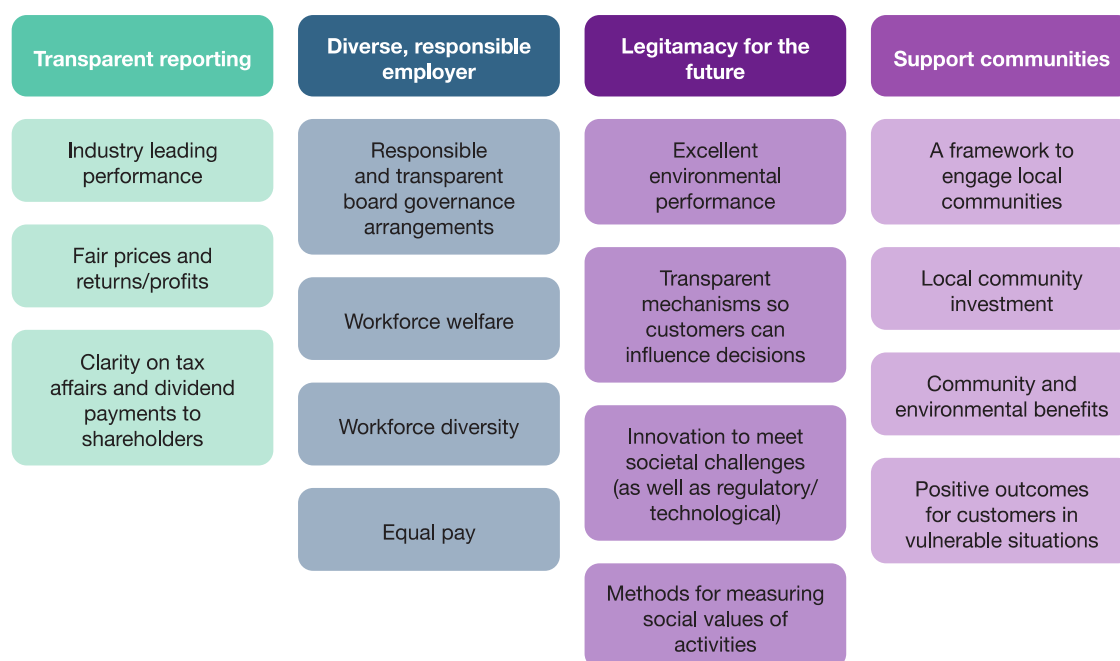 Transparent reporting
Industry leading
performance
Fair prices and
returns/profits
Clarity on tax
affairs and dividend
payments to
shareholders
Diverse, responsible
employer
Responsible
and transparent
board governance
arrangements
Workforce welfare
Workforce diversity
Equal pay
Legitamacy for the
future
Excellent
environmental
performance
Transparent
mechanisms so
customers can
influence decisions
Innovation to meet
societal challenges
(as well as regulatory/
technological)
Methods for measuring
social values of
activities
Support communities
A framework to
engage local
communities
Local community
investment
Community and
environmental benefits
Positive outcomes
for customers in
vulnerable situations